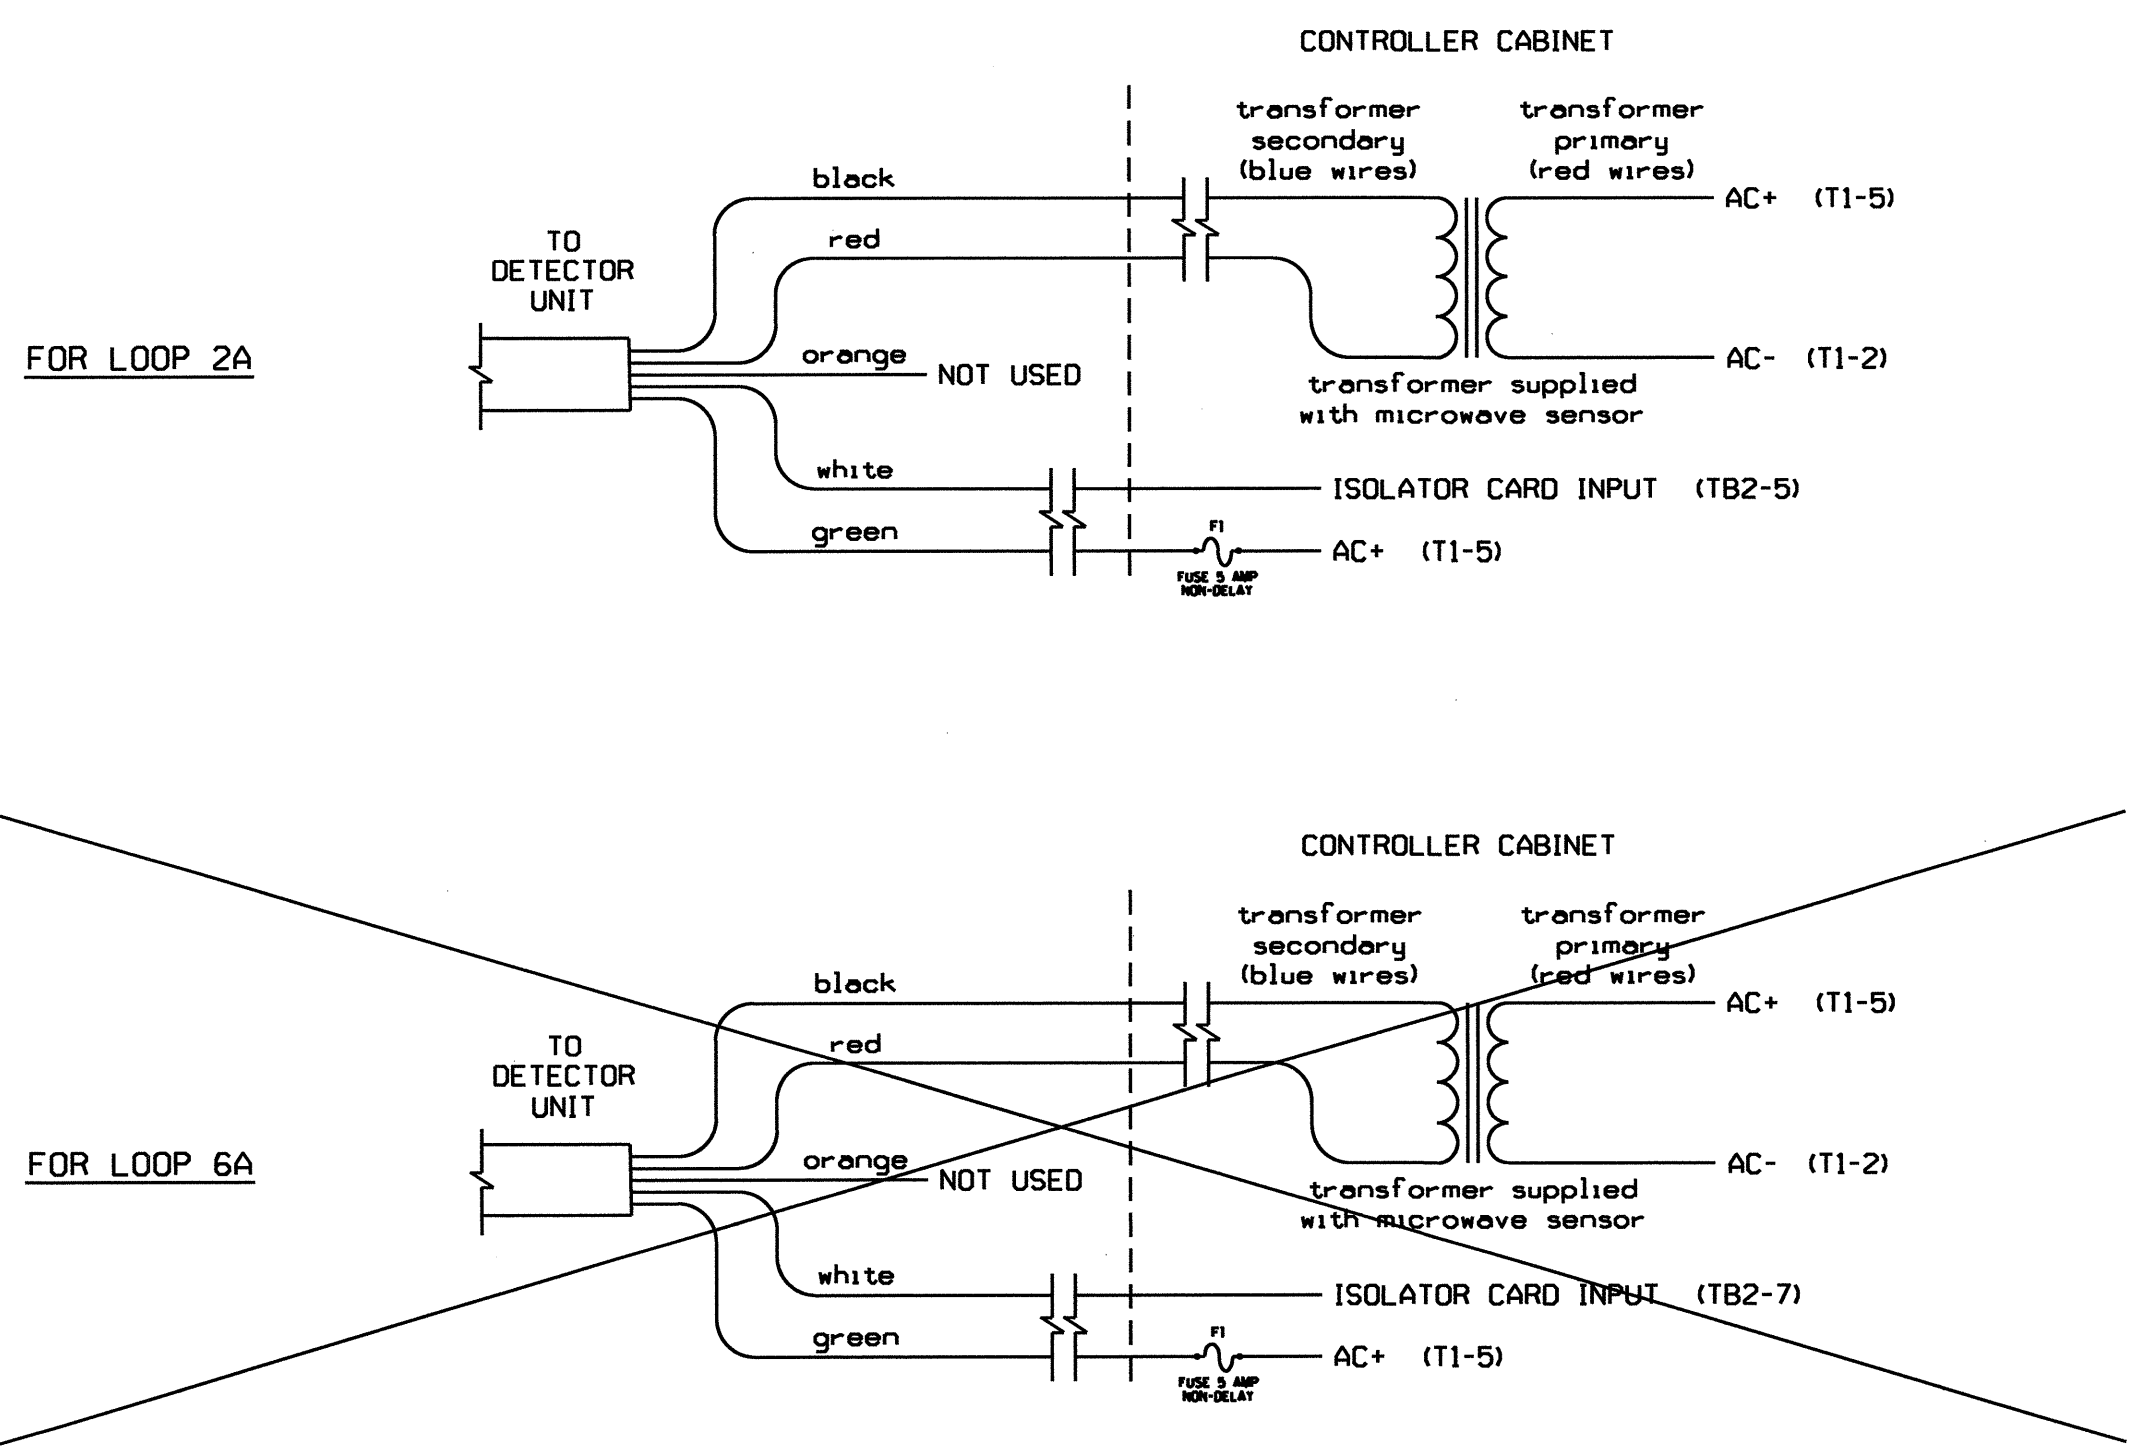 CONTROLLER CABINET
transformer secondary (blue wires)
transformer primary (red wires)
black
AC+ (T1-5)
red
TO
DETECTOR
UNIT
FOR LOOP 2A
orange
NOT USED
AC- (T1-2)
transformer supplied
with microwave sensor
white
ISOLATOR CARD INPUT (TB2-5)
green
F1
AC+ (T1-5)
FUSE 5 AMP
NON-DELAY
CONTROLLER CABINET
transformer secondary (blue wires)
transformer primary (red wires)
black
AC+ (T1-5)
red
TO
DETECTOR
UNIT
FOR LOOP 6A
orange
NOT USED
AC- (T1-2)
transformer supplied
with microwave sensor
white
ISOLATOR CARD INPUT (TB2-7)
green
F1
AC+ (T1-5)
FUSE 5 AMP
NON-DELAY